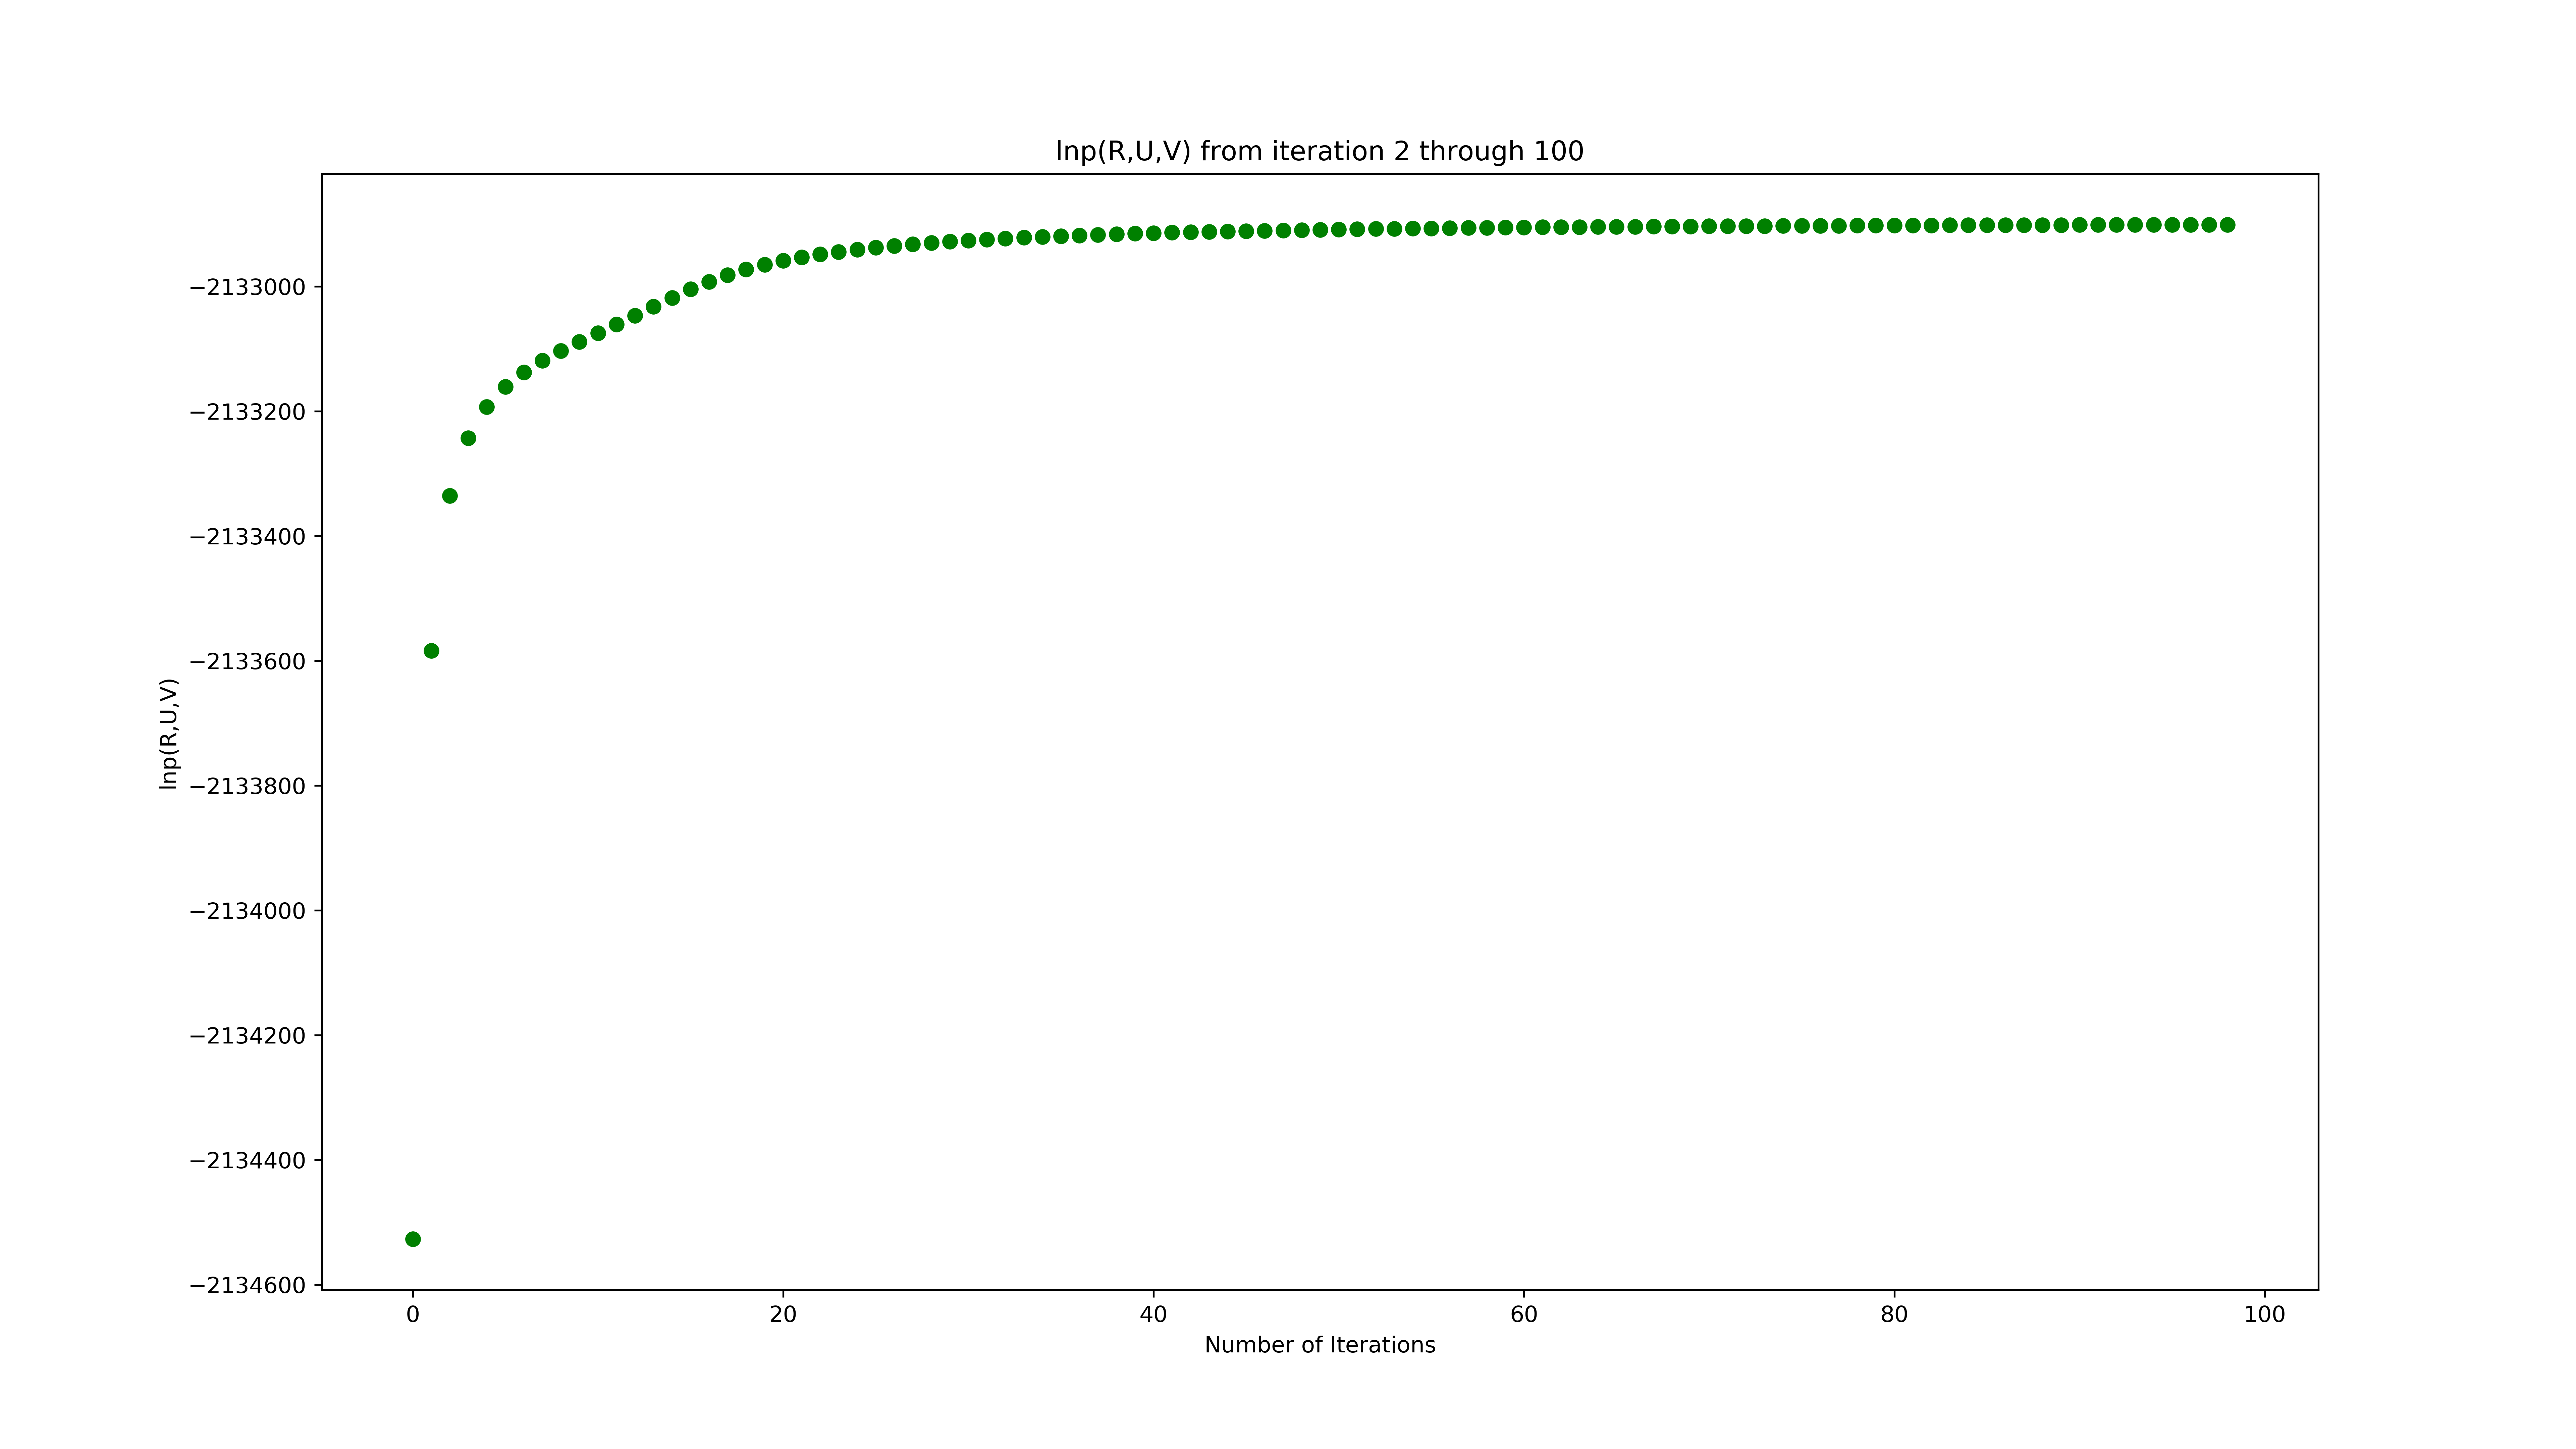 lnp(R,U,V) from iteration 2 through 100
lnp(R,U,V)
−2133000
−2133200
−2133400
−2133600
−2133800
−2134000
−2134200
−2134400
−2134600
0 20 40 60 80 100
Number of Iterations